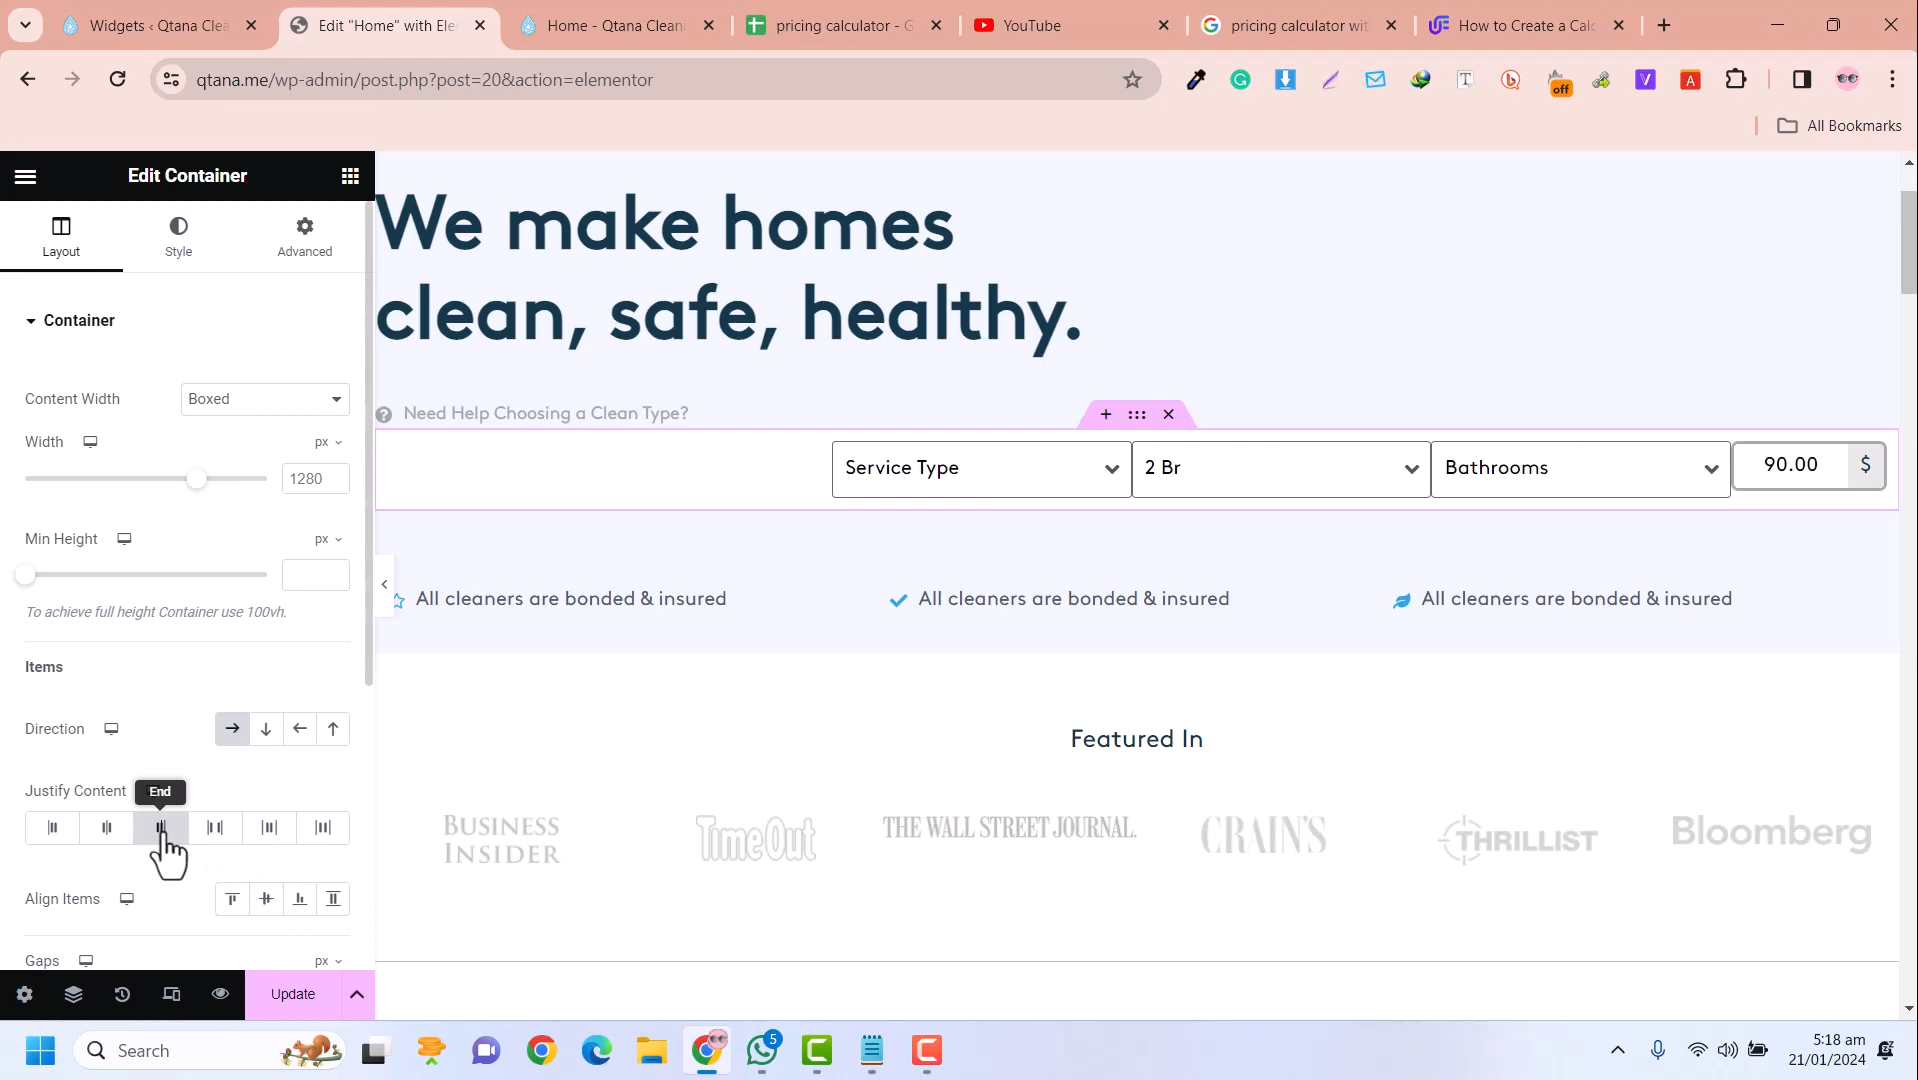 Widgets ‹ Qtana Clea
Edit "Home" with Ele
Home - Qtana Cleani
pricing calculator - G
YouTube
pricing calculator wit
How to Create a Calc
qtana.me/wp-admin/post.php?post=20&action=elementor
off
All Bookmarks
Edit Container
Layout
Style
Advanced
Container
Content Width
Boxed
Width
px
1280
Min Height
px
To achieve full height Container use 100vh.
Items
Direction
Justify Content
End
Align Items
Gaps
px
Update
We make homes
clean, safe, healthy.
Need Help Choosing a Clean Type?
Service Type
2 Br
Bathrooms
90.00
$
All cleaners are bonded & insured
All cleaners are bonded & insured
All cleaners are bonded & insured
Featured In
BUSINESS
INSIDER
TimeOut
THE WALL STREET JOURNAL.
CRAIN'S
THRILLIST
Bloomberg
Search
5
5:18 am
21/01/2024